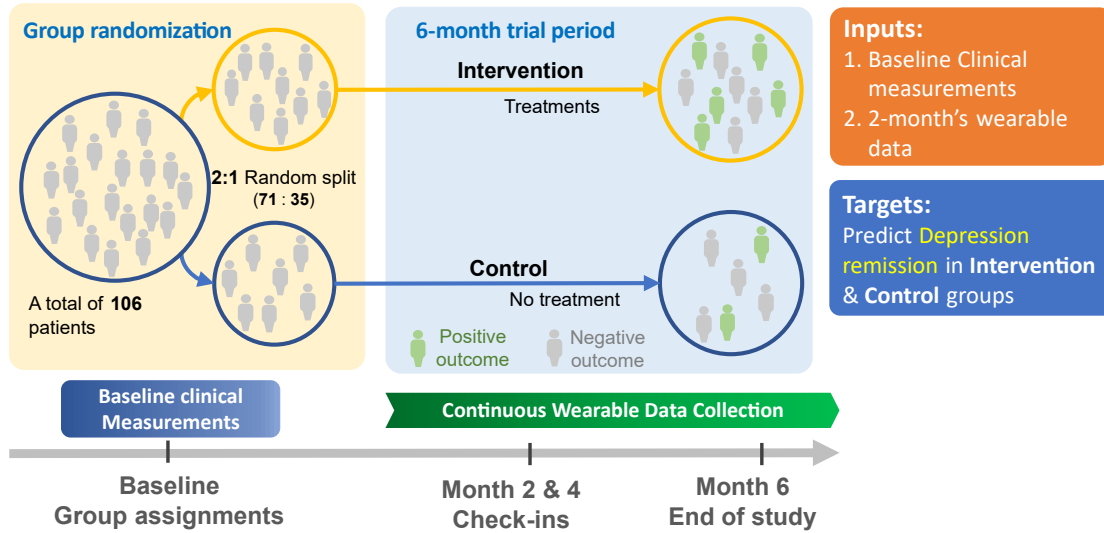 Group randomization
2:1 Random split
(71 : 35)
A total of 106
patients
6-month trial period
Intervention
Treatments
Control
No treatment
Positive
outcome
Negative
outcome
Inputs:
1. Baseline Clinical
measurements
2. 2-month's wearable
data
Targets:
Predict Depression
remission in Intervention
& Control groups
Baseline clinical
Measurements
Continuous Wearable Data Collection
Baseline
Group assignments
Month 2 & 4
Check-ins
Month 6
End of study